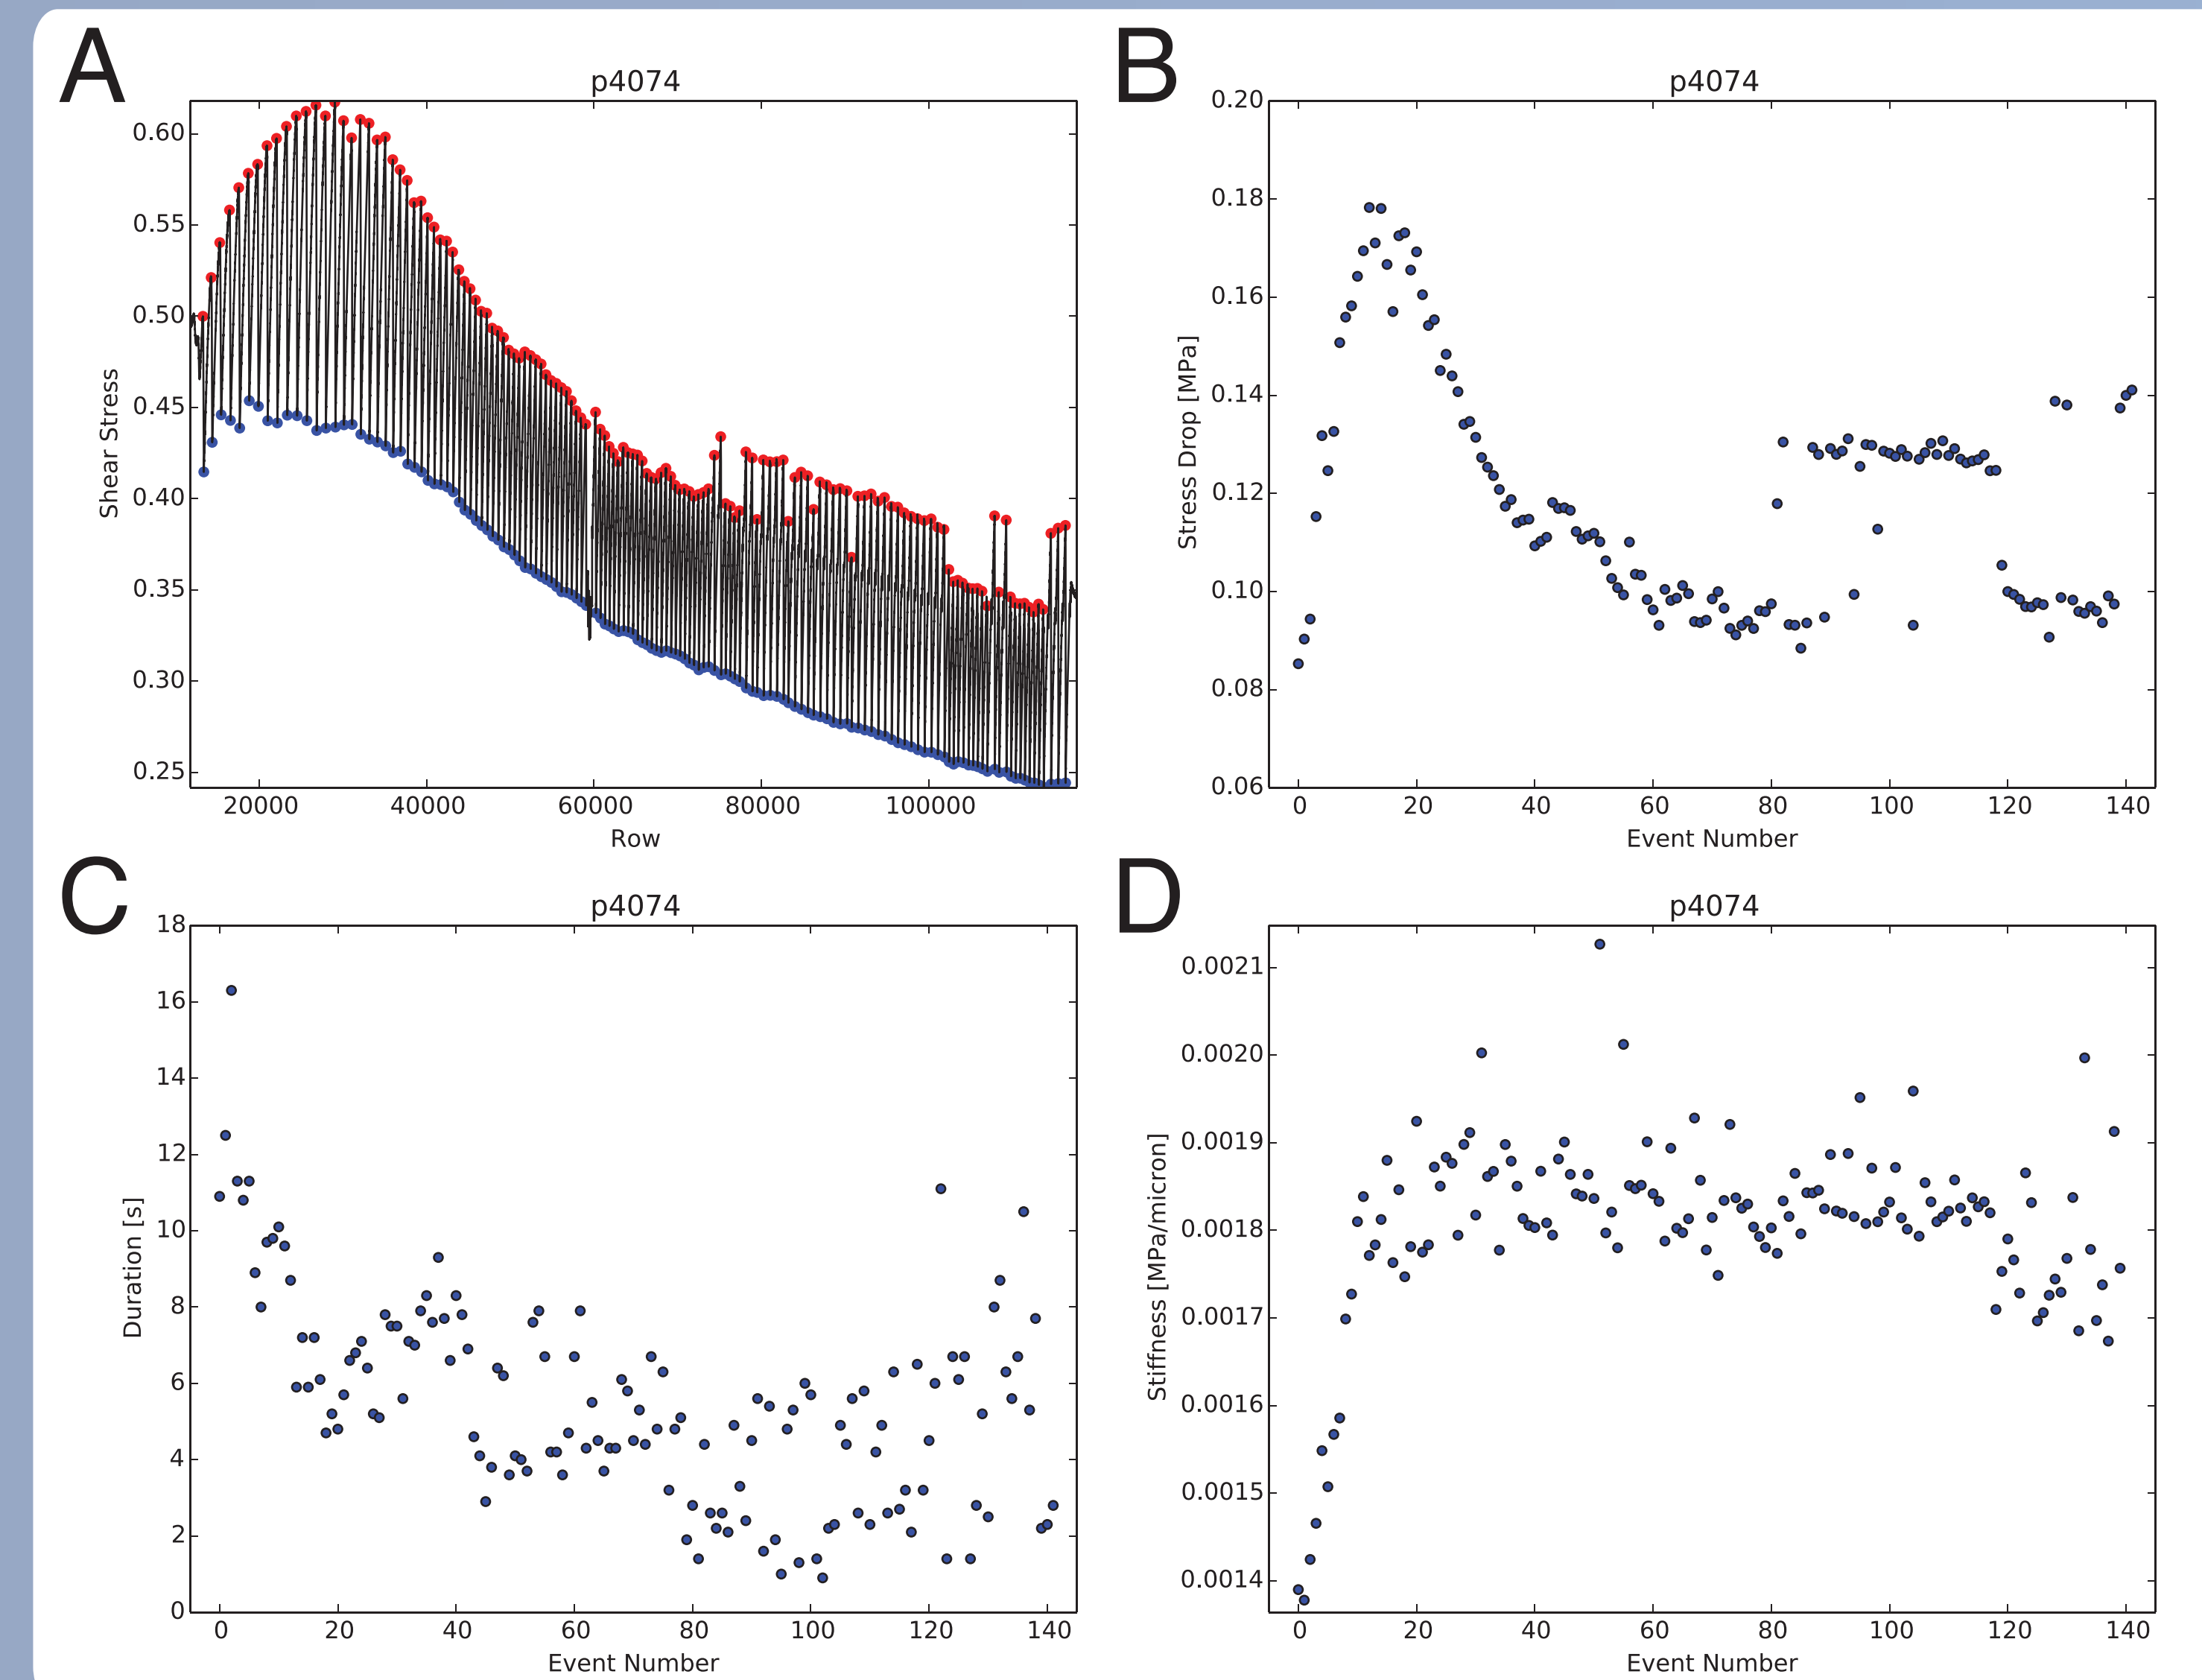 A
p4074
0.60
0.55
0.50
0.45
0.40
0.35
0.30
0.25
Shear Stress
20000 40000 60000 80000 100000
Row
B
p4074
0.20
0.18
0.16
0.14
0.12
0.10
0.08
0.06
Stress Drop [MPa]
0 20 40 60 80 100 120 140
Event Number
C
p4074
18
16
14
12
10
8
6
4
2
0
Duration [s]
0 20 40 60 80 100 120 140
Event Number
D
p4074
0.0021
0.0020
0.0019
0.0018
0.0017
0.0016
0.0015
0.0014
Stiffness [MPa/micron]
0 20 40 60 80 100 120 140
Event Number